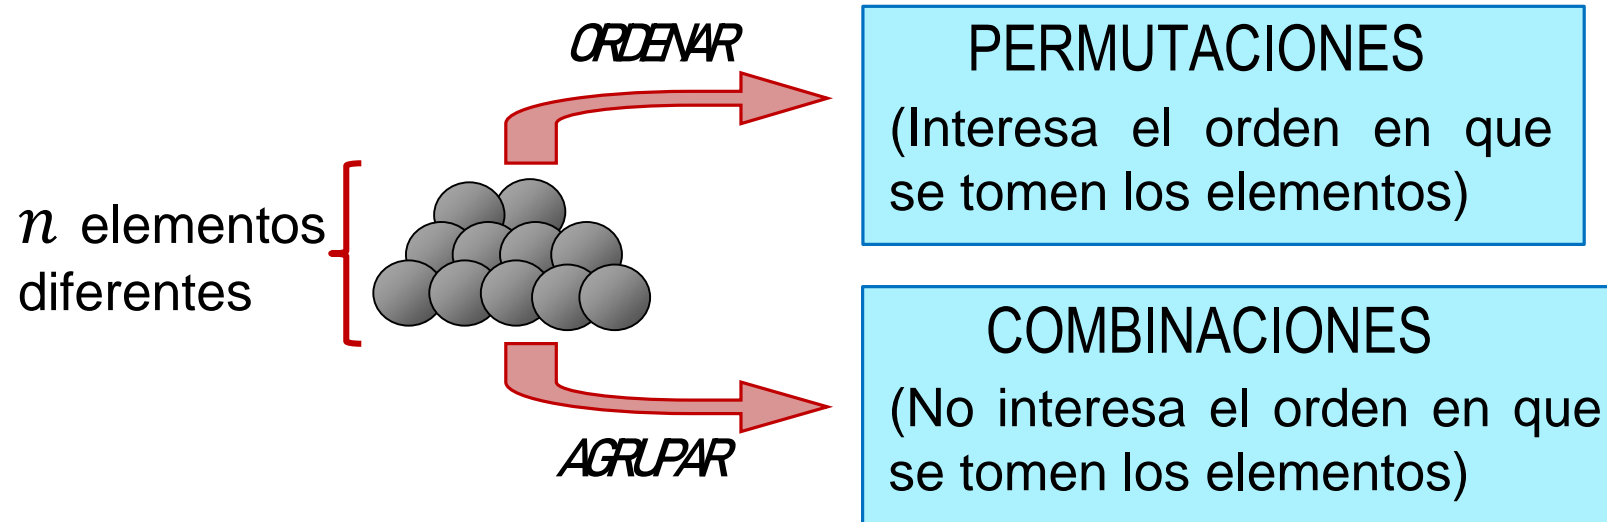 ORDENAR
PERMUTACIONES
(Interesa el orden en que
se tomen los elementos)
n elementos
diferentes
COMBINACIONES
(No interesa el orden en que
se tomen los elementos)
AGRUPAR